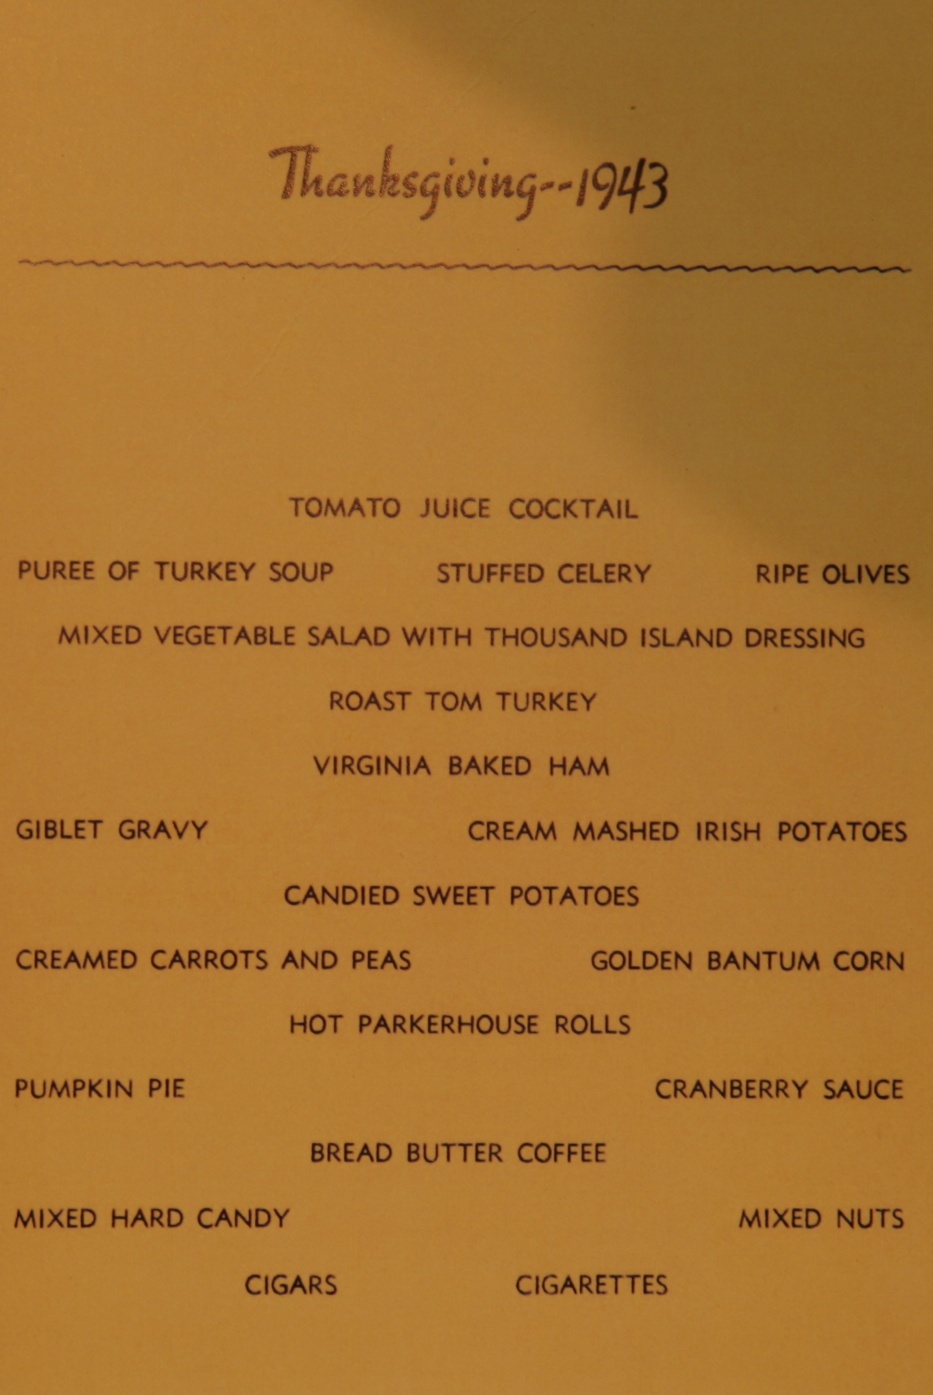 Thanksgiving--1943
TOMATO JUICE COCKTAIL
PUREE OF TURKEY SOUP STUFFED CELERY RIPE OLIVES
MIXED VEGETABLE SALAD WITH THOUSAND ISLAND DRESSING
ROAST TOM TURKEY
VIRGINIA BAKED HAM
GIBLET GRAVY CREAM MASHED IRISH POTATOES
CANDIED SWEET POTATOES
CREAMED CARROTS AND PEAS GOLDEN BANTUM CORN
HOT PARKERHOUSE ROLLS
PUMPKIN PIE CRANBERRY SAUCE
BREAD BUTTER COFFEE
MIXED HARD CANDY MIXED NUTS
CIGARS CIGARETTES